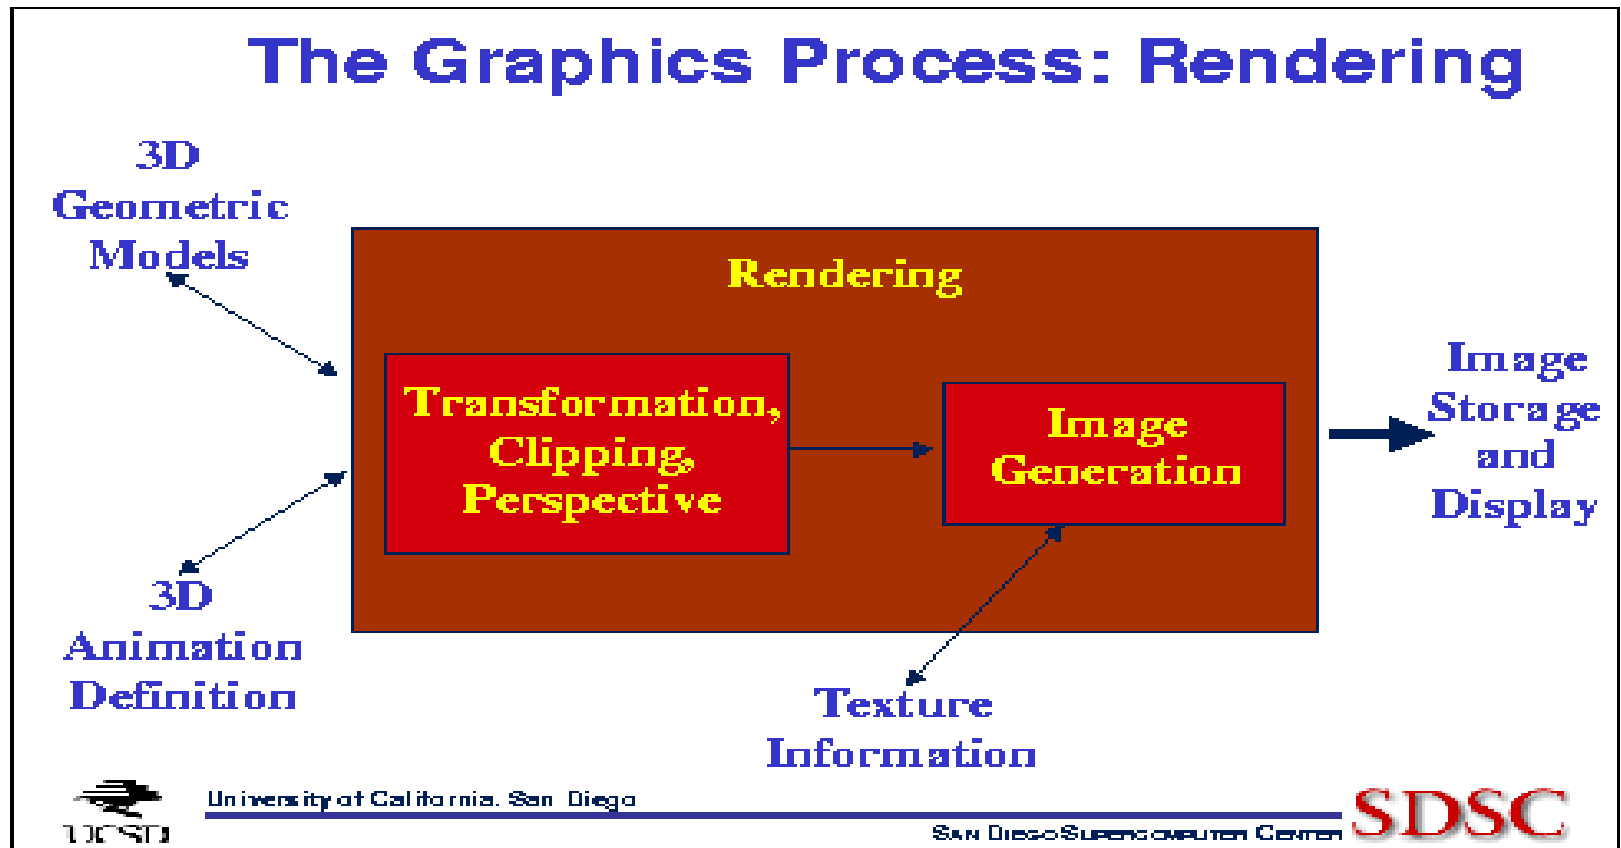 The Graphics Process: Rendering
3D
Geometric
Models
Rendering
Transformation,
Clipping,
Perspective
Image
Generation
Image
Storage
and
Display
3D
Animation
Definition
Texture
Information
UCSD
University of California, San Diego
SAN DIEGO SUPERCOMPUTER CENTER
SDSC